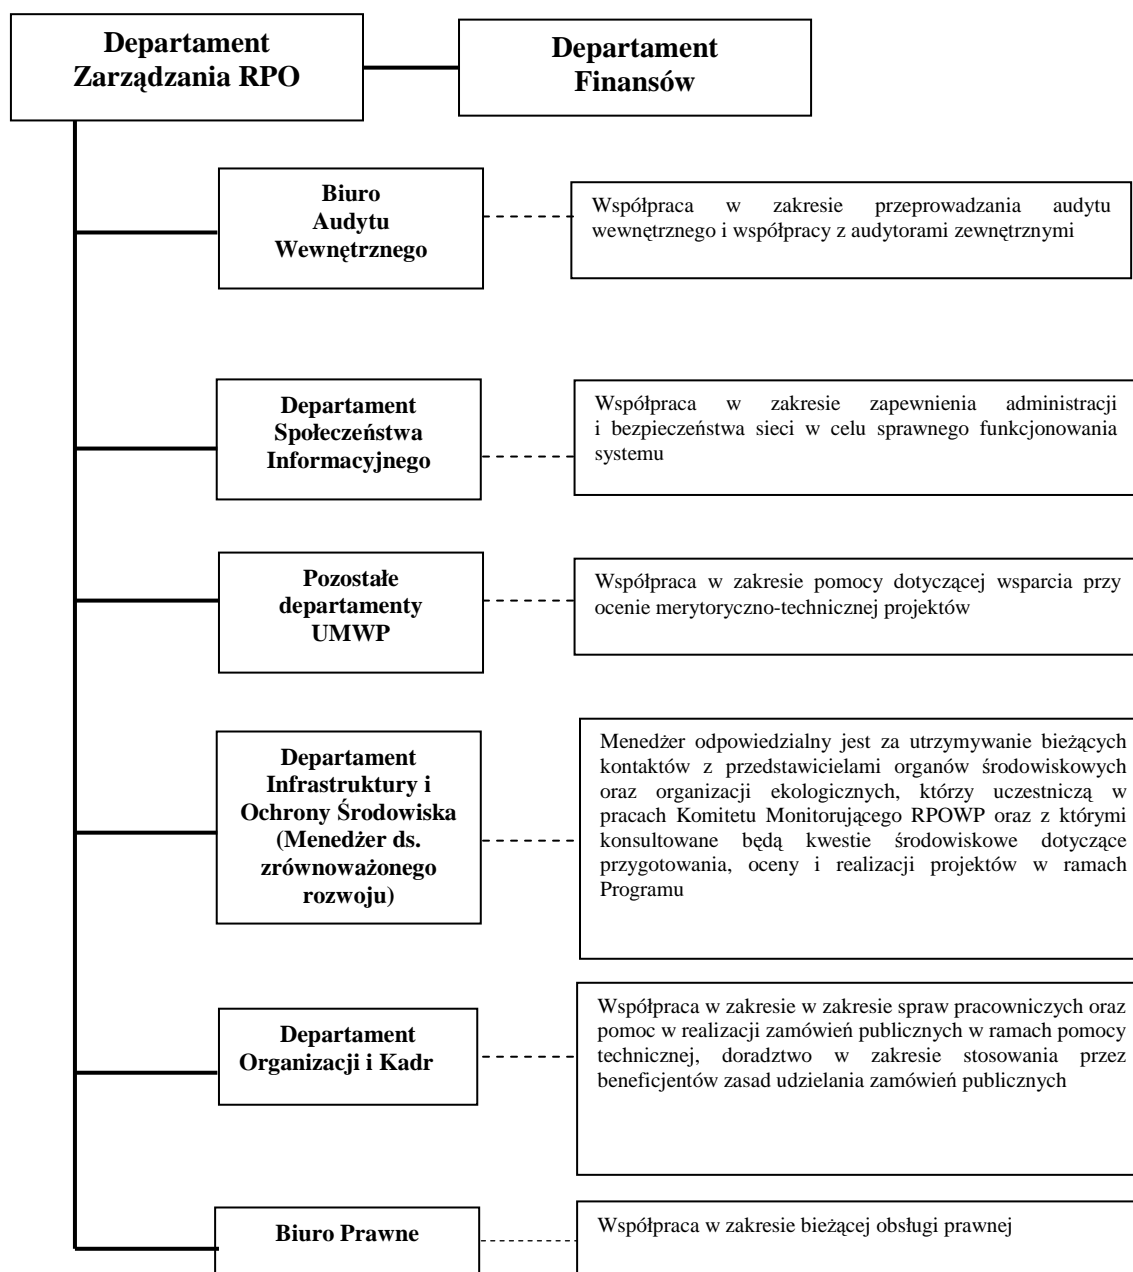 Departament
Zarządzania RPO
Departament
Finansów
Biuro
Audytu
Wewnętrznego
Współpraca w zakresie przeprowadzania audytu
wewnętrznego i współpracy z audytorami zewnętrznymi
Departament
Społeczeństwa
Informacyjnego
Współpraca w zakresie zapewnienia administracji
i bezpieczeństwa sieci w celu sprawnego funkcjonowania
systemu
Pozostałe
departamenty
UMWP
Współpraca w zakresie pomocy dotyczącej wsparcia przy
ocenie merytoryczno-technicznej projektów
Departament
Infrastruktury i
Ochrony Środowiska
(Menedżer ds.
zrównoważonego
rozwoju)
Menedżer odpowiedzialny jest za utrzymywanie bieżących
kontaktów z przedstawicielami organów środowiskowych
oraz organizacji ekologicznych, którzy uczestniczą w
pracach Komitetu Monitorującego RPOWP oraz z którymi
konsultowane będą kwestie środowiskowe dotyczące
przygotowania, oceny i realizacji projektów w ramach
Programu
Departament
Organizacji i Kadr
Współpraca w zakresie w zakresie spraw pracowniczych oraz
pomoc w realizacji zamówień publicznych w ramach pomocy
technicznej, doradztwo w zakresie stosowania przez
beneficjentów zasad udzielania zamówień publicznych
Biuro Prawne
Współpraca w zakresie bieżącej obsługi prawnej